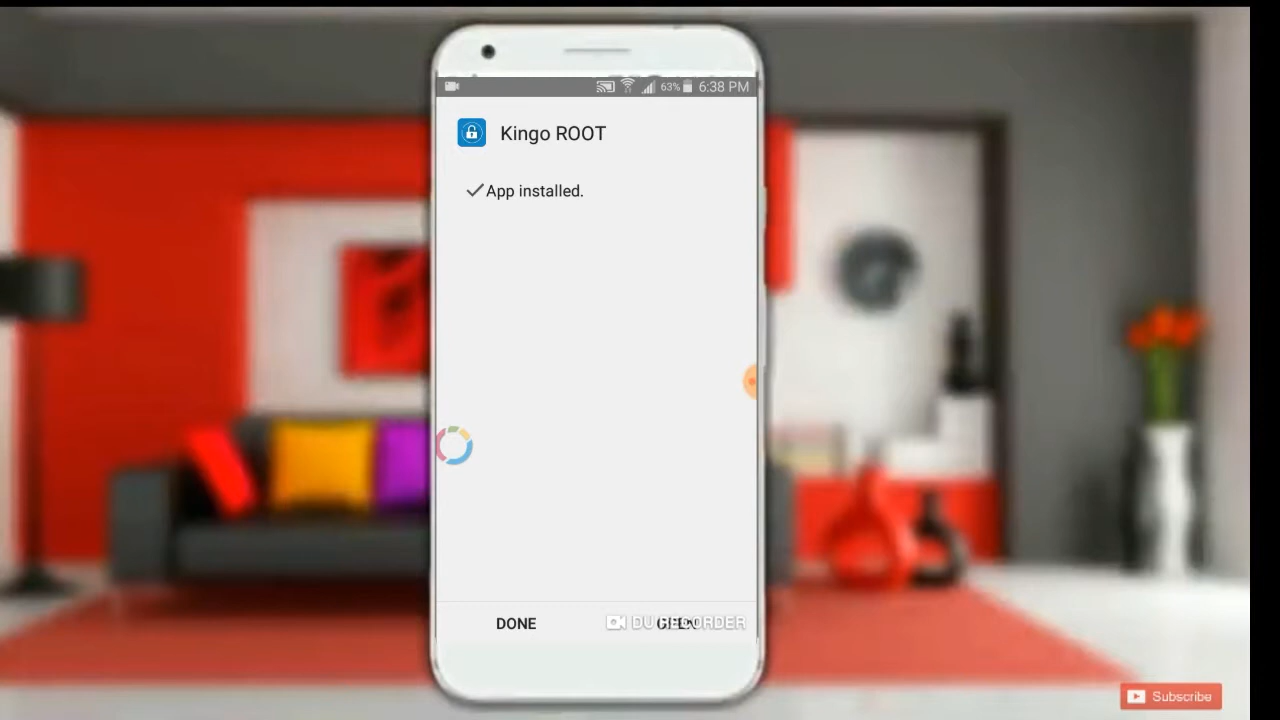 63% 6:38 PM
Kingo ROOT
App installed.
DONE
DU RECORDER
Subscribe